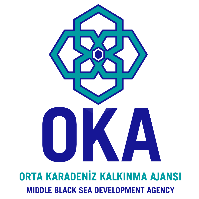 OKA
ORTA KARADENİZ KALKINMA AJANSI
MIDDLE BLACK SEA DEVELOPMENT AGENCY